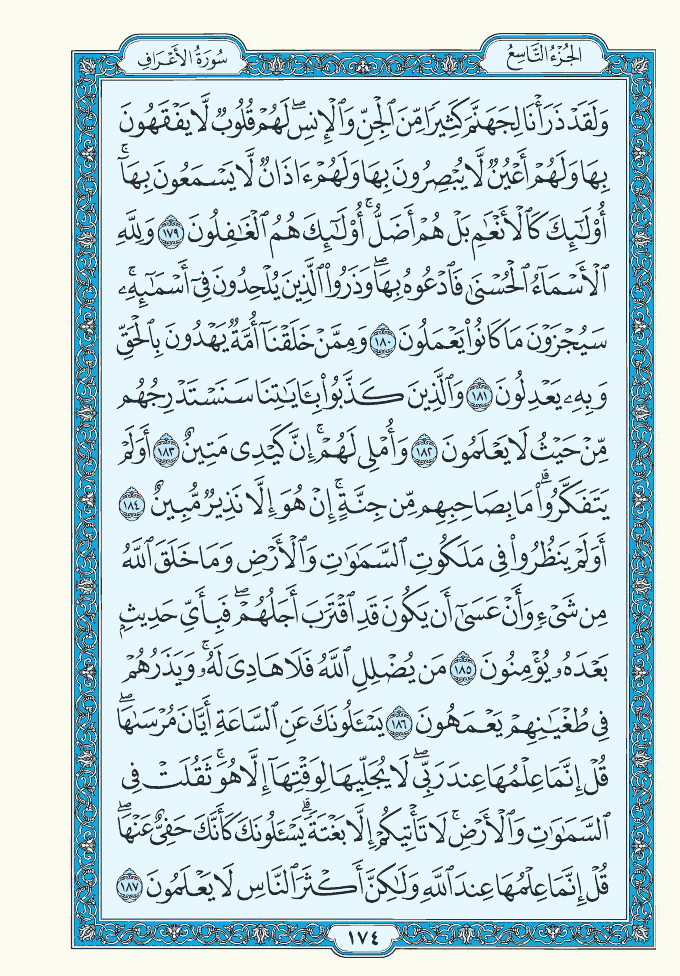 الجُزْءُ التَّاسِعُ
سُورَةُ الأَعْرَافِ
وَلَقَدْ ذَرَأْنَا لِجَهَنَّمَ كَثِيرًا مِّنَ ٱلْجِنِّ وَٱلْإِنسِ ۖ لَهُمْ قُلُوبٌ لَّا يَفْقَهُونَ
بِهَا وَلَهُمْ أَعْيُنٌ لَّا يُبْصِرُونَ بِهَا وَلَهُمْ ءَاذَانٌ لَّا يَسْمَعُونَ بِهَآ ۚ
أُو۟لَـٰٓئِكَ كَٱلْأَنْعَـٰمِ بَلْ هُمْ أَضَلُّ ۚ أُو۟لَـٰٓئِكَ هُمُ ٱلْغَـٰفِلُونَ ١٧٩ وَلِلَّهِ
ٱلْأَسْمَآءُ ٱلْحُسْنَىٰ فَٱدْعُوهُ بِهَا ۖ وَذَرُوا۟ ٱلَّذِينَ يُلْحِدُونَ فِىٓ أَسْمَـٰٓئِهِۦ ۚ
سَيُجْزَوْنَ مَا كَانُوا۟ يَعْمَلُونَ ١٨٠ وَمِمَّنْ خَلَقْنَآ أُمَّةٌ يَهْدُونَ بِٱلْحَقِّ
وَبِهِۦ يَعْدِلُونَ ١٨١ وَٱلَّذِينَ كَذَّبُوا۟ بِـَٔايَـٰتِنَا سَنَسْتَدْرِجُهُم
مِّنْ حَيْثُ لَا يَعْلَمُونَ ١٨٢ وَأُمْلِى لَهُمْ ۚ إِنَّ كَيْدِى مَتِينٌ ١٨٣ أَوَلَمْ
يَتَفَكَّرُوا۟ ۗ مَا بِصَاحِبِهِم مِّن جِنَّةٍ ۚ إِنْ هُوَ إِلَّا نَذِيرٌ مُّبِينٌ ١٨٤
أَوَلَمْ يَنظُرُوا۟ فِى مَلَكُوتِ ٱلسَّمَـٰوَٰتِ وَٱلْأَرْضِ وَمَا خَلَقَ ٱللَّهُ
مِن شَىْءٍ وَأَنْ عَسَىٰٓ أَن يَكُونَ قَدِ ٱقْتَرَبَ أَجَلُهُمْ ۖ فَبِأَىِّ حَدِيثٍۭ
بَعْدَهُۥ يُؤْمِنُونَ ١٨٥ مَن يُضْلِلِ ٱللَّهُ فَلَا هَادِىَ لَهُۥ ۚ وَيَذَرُهُمْ
فِى طُغْيَـٰنِهِمْ يَعْمَهُونَ ١٨٦ يَسْـَٔلُونَكَ عَنِ ٱلسَّاعَةِ أَيَّانَ مُرْسَىٰهَا ۖ
قُلْ إِنَّمَا عِلْمُهَا عِندَ رَبِّى ۖ لَا يُجَلِّيهَا لِوَقْتِهَآ إِلَّا هُوَ ۚ ثَقُلَتْ فِى
ٱلسَّمَـٰوَٰتِ وَٱلْأَرْضِ ۚ لَا تَأْتِيكُمْ إِلَّا بَغْتَةً ۗ يَسْـَٔلُونَكَ كَأَنَّكَ حَفِىٌّ عَنْهَا ۖ
قُلْ إِنَّمَا عِلْمُهَا عِندَ ٱللَّهِ وَلَـٰكِنَّ أَكْثَرَ ٱلنَّاسِ لَا يَعْلَمُونَ ١٨٧
١٧٤